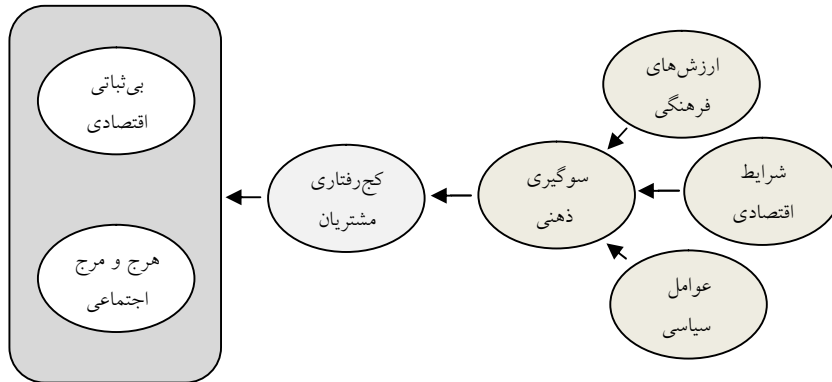 ارزش‌های
فرهنگی
شرایط
اقتصادی
عوامل
سیاسی
سوگیری
ذهنی
کج‌رفتاری
مشتریان
بی‌ثباتی
اقتصادی
هرج و مرج
اجتماعی